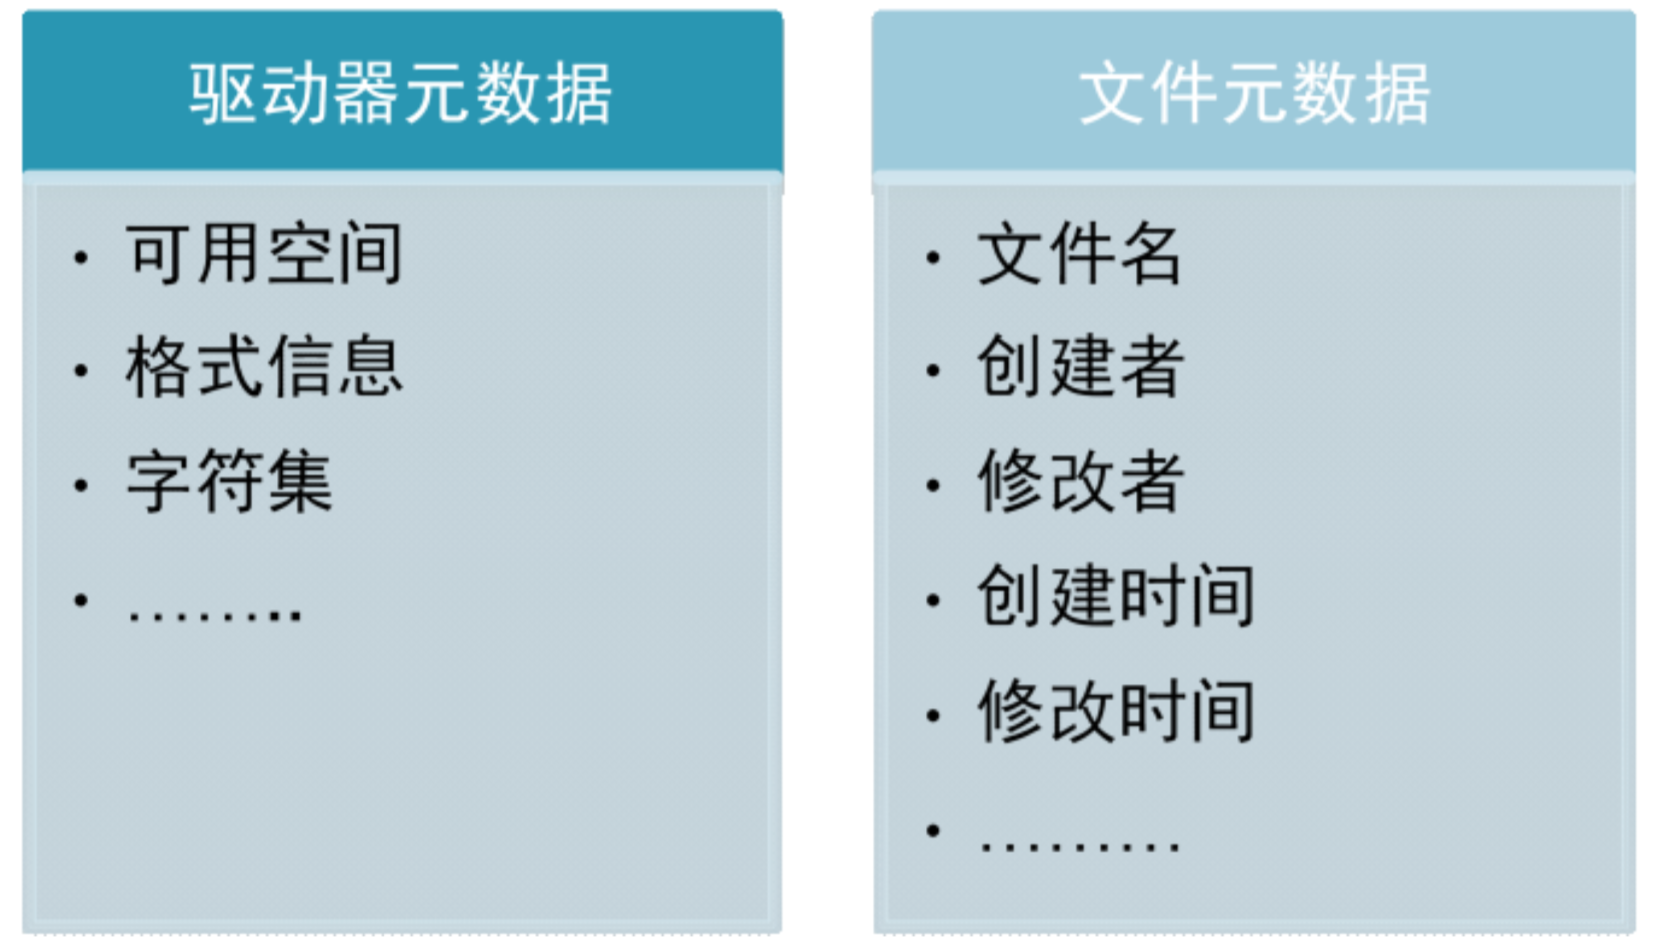 驱动器元数据
• 可用空间
• 格式信息
• 字符集
• ……..
文件元数据
• 文件名
• 创建者
• 修改者
• 创建时间
• 修改时间
• ………